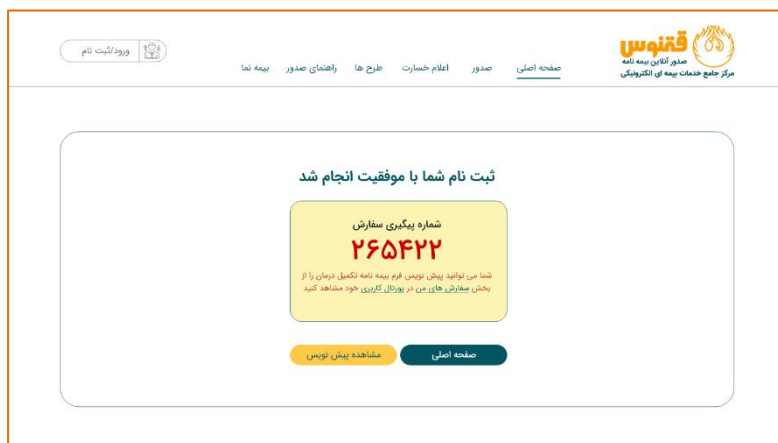 ققنوس
صدور آنلاین بیمه نامه
مرکز جامع خدمات بیمه ای الکترونیکی
صفحه اصلی
صدور
اعلام خسارت
طرح ها
راهنمای صدور
بیمه نما
ورود/ثبت نام
ثبت نام شما با موفقیت انجام شد
شماره پیگیری سفارش
۲۶۵۴۲۲
شما می توانید پیش نویس فرم بیمه نامه تکمیل درمان را از
بخش سفارش های من در پورتال کاربری خود مشاهد کنید
صفحه اصلی
مشاهده پیش نویس